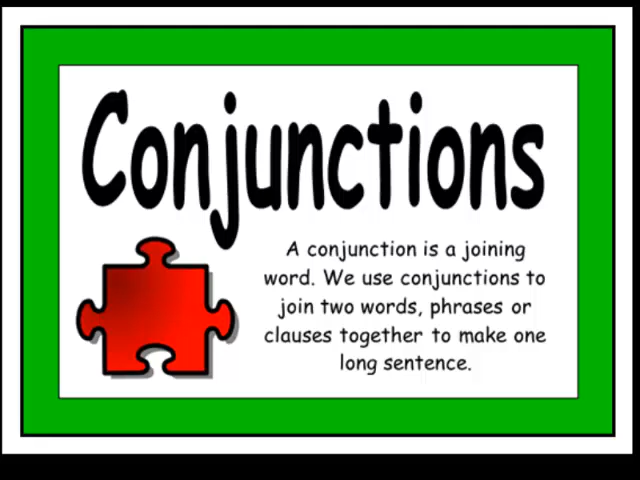 Conjunctions
A conjunction is a joining
word. We use conjunctions to
join two words, phrases or
clauses together to make one
long sentence.